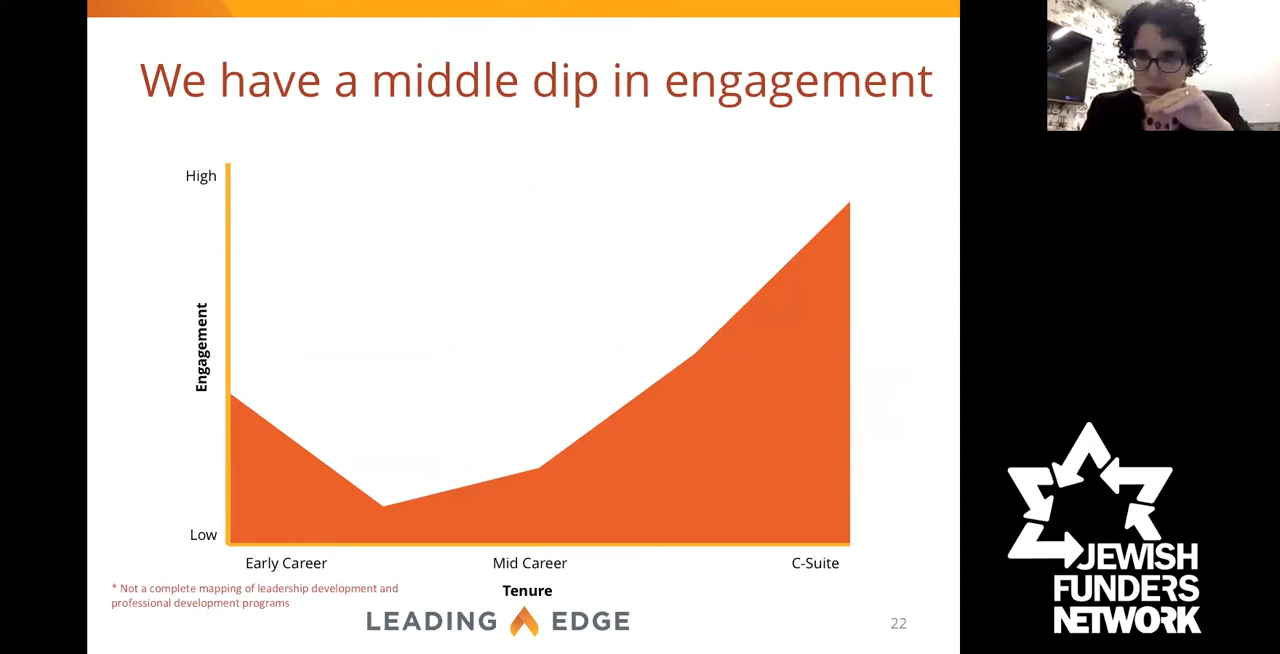 We have a middle dip in engagement
High
Engagement
Low
Early Career
Mid Career
C-Suite
Tenure
* Not a complete mapping of leadership development and
professional development programs
LEADING EDGE
22
JEWISH
FUNDERS
NETWORK